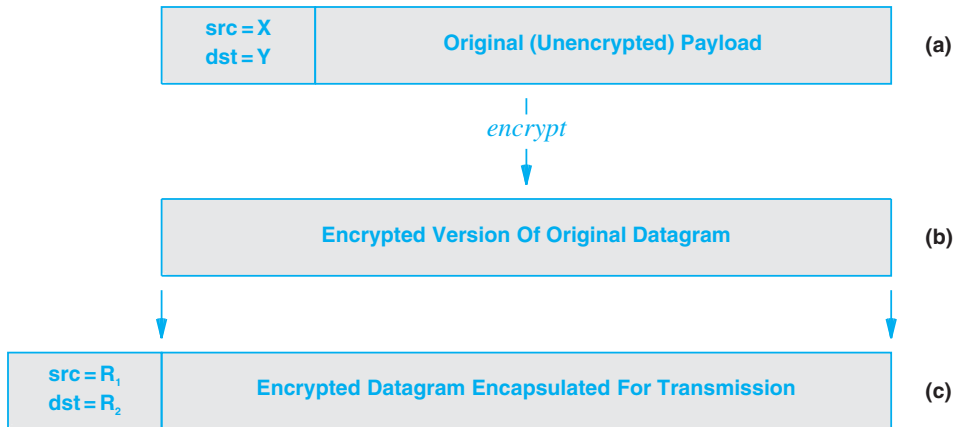 src = X
dst = Y
Original (Unencrypted) Payload
(a)
encrypt
Encrypted Version Of Original Datagram
(b)
src = R₁
dst = R₂
Encrypted Datagram Encapsulated For Transmission
(c)